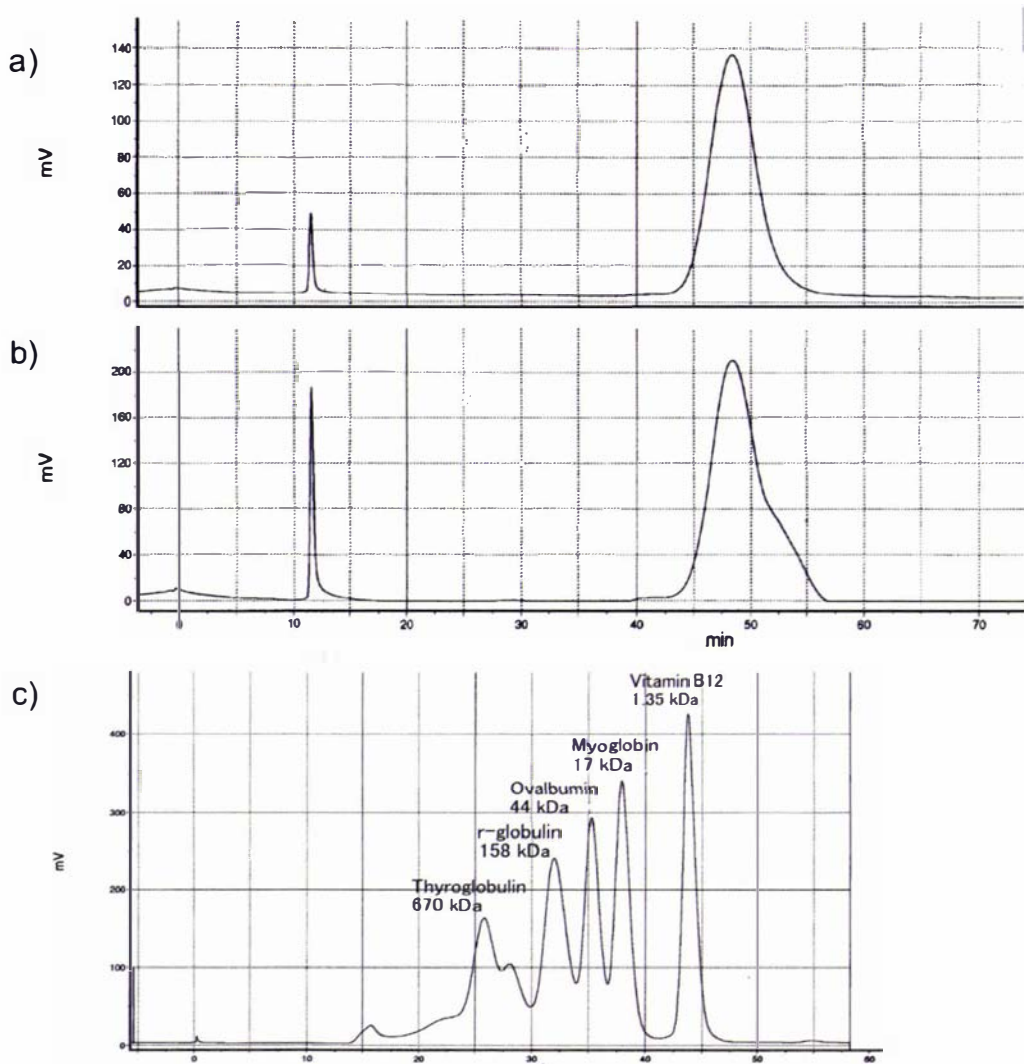 a)
140
120
100
80
60
40
20
0
mV
b)
200
160
120
80
40
0
mV
0 10 20 30 40 50 60 70
min
c)
Vitamin B12
1.35 kDa
Myoglobin
17 kDa
Ovalbumin
44 kDa
r-globulin
158 kDa
Thyroglobulin
670 kDa
400
300
200
100
0
mV
0 10 20 30 40 50 60